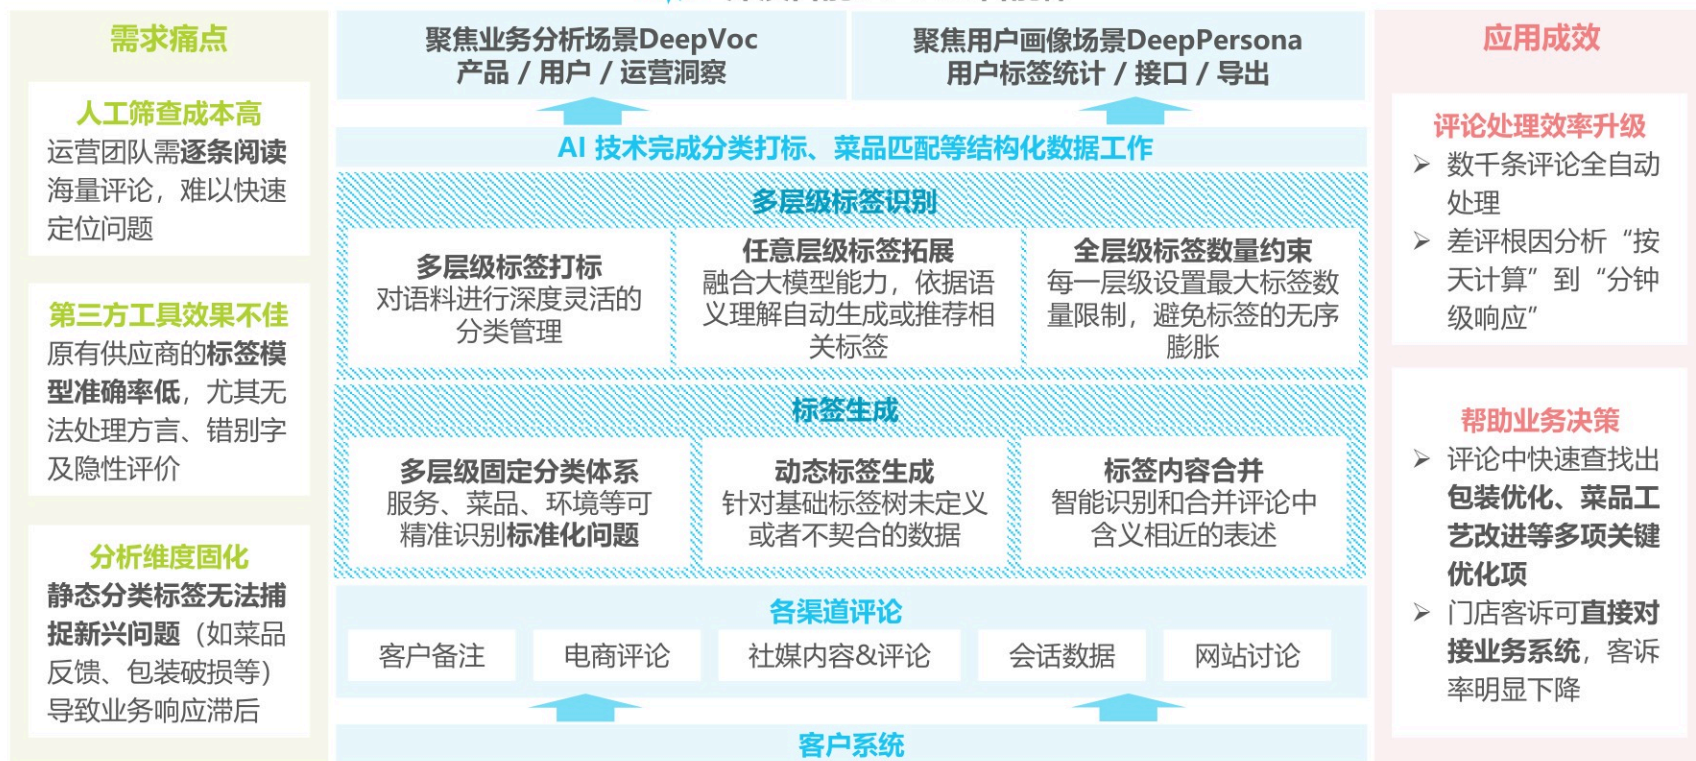 需求痛点
人工筛查成本高
运营团队需逐条阅读
海量评论，难以快速
定位问题
第三方工具效果不佳
原有供应商的标签模
型准确率低，尤其无
法处理方言、错别字
及隐性评价
分析维度固化
静态分类标签无法捕
捉新兴问题（如菜品
反馈、包装破损等）
导致业务响应滞后
聚焦业务分析场景DeepVoc
产品 / 用户 / 运营洞察
聚焦用户画像场景DeepPersona
用户标签统计 / 接口 / 导出
AI 技术完成分类打标、菜品匹配等结构化数据工作
多层级标签识别
多层级标签打标
对语料进行深度灵活的
分类管理
任意层级标签拓展
融合大模型能力，依据语
义理解自动生成或推荐相
关标签
全层级标签数量约束
每一层级设置最大标签数
量限制，避免标签的无序
膨胀
标签生成
多层级固定分类体系
服务、菜品、环境等可
精准识别标准化问题
动态标签生成
针对基础标签树未定义
或者不契合的数据
标签内容合并
智能识别和合并评论中
含义相近的表述
各渠道评论
客户备注
电商评论
社媒内容&评论
会话数据
网站讨论
客户系统
应用成效
评论处理效率升级
➢ 数千条评论全自动
处理
➢ 差评根因分析“按
天计算”到“分钟
级响应”
帮助业务决策
➢ 评论中快速查找出
包装优化、菜品工
艺改进等多项关键
优化项
➢ 门店客诉可直接对
接业务系统，客诉
率明显下降